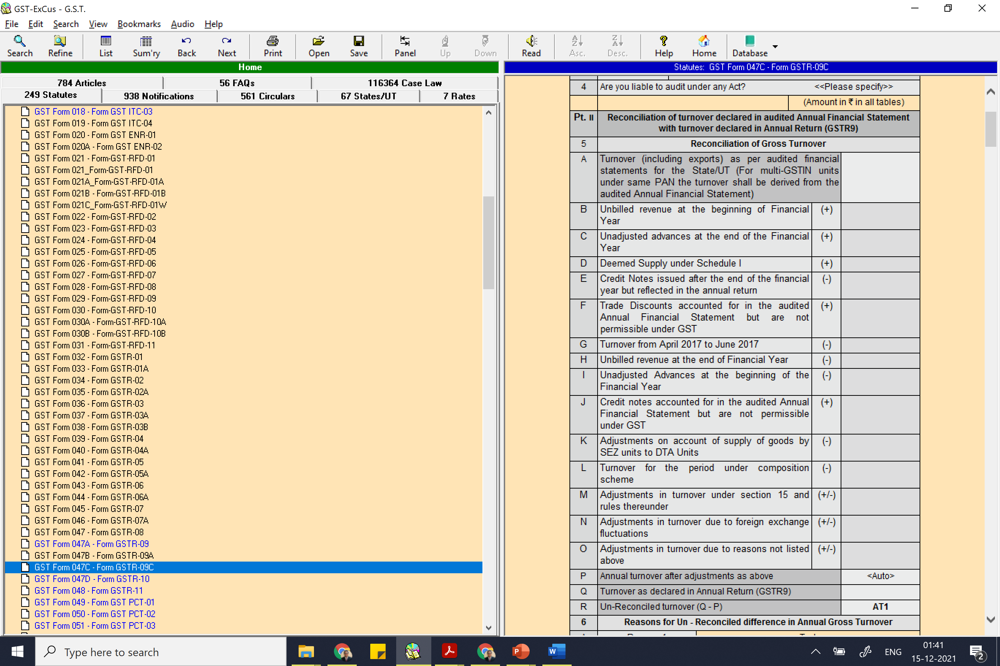 GST-ExCus - G.S.T.
File Edit Search View Bookmarks Audio Help
Search Refine List Sum'ry Back Next Print Open Save Panel Up Down Read Asc. Desc. Help Home Database
Home
784 Articles 56 FAQs 116364 Case Law
249 Statutes 938 Notifications 561 Circulars 67 States/UT 7 Rates
GST Form 018 - Form GST ITC-03
GST Form 019 - Form GST ITC-04
GST Form 020 - Form GST ENR-01
GST Form 020A - Form GST ENR-02
GST Form 021 - Form-GST-RFD-01
GST Form 021_Form-GST-RFD-01
GST Form 021A_Form-GST-RFD-01A
GST Form 021B - Form-GST-RFD-01B
GST Form 021C_Form-GST-RFD-01W
GST Form 022 - Form-GST-RFD-02
GST Form 023 - Form-GST-RFD-03
GST Form 024 - Form-GST-RFD-04
GST Form 025 - Form-GST-RFD-05
GST Form 026 - Form-GST-RFD-06
GST Form 027 - Form-GST-RFD-07
GST Form 028 - Form-GST-RFD-08
GST Form 029 - Form-GST-RFD-09
GST Form 030 - Form-GST-RFD-10
GST Form 030A - Form-GST-RFD-10A
GST Form 030B - Form-GST-RFD-10B
GST Form 031 - Form-GST-RFD-11
GST Form 032 - Form GSTR-01
GST Form 033 - Form GSTR-01A
GST Form 034 - Form GSTR-02
GST Form 035 - Form GSTR-02A
GST Form 036 - Form GSTR-03
GST Form 037 - Form GSTR-03A
GST Form 038 - Form GSTR-03B
GST Form 039 - Form GSTR-04
GST Form 040 - Form GSTR-04A
GST Form 041 - Form GSTR-05
GST Form 042 - Form GSTR-05A
GST Form 043 - Form GSTR-06
GST Form 044 - Form GSTR-06A
GST Form 045 - Form GSTR-07
GST Form 046 - Form GSTR-07A
GST Form 047 - Form GSTR-08
GST Form 047A - Form GSTR-09
GST Form 047B - Form GSTR-09A
GST Form 047C - Form GSTR-09C
GST Form 047D - Form GSTR-10
GST Form 048 - Form GSTR-11
GST Form 049 - Form GST PCT-01
GST Form 050 - Form GST PCT-02
GST Form 051 - Form GST PCT-03
Statutes: GST Form 047C - Form GSTR-09C
4 Are you liable to audit under any Act? <<Please specify>>
(Amount in ₹ in all tables)
Pt. II Reconciliation of turnover declared in audited Annual Financial Statement
with turnover declared in Annual Return (GSTR9)
5 Reconciliation of Gross Turnover
A Turnover (including exports) as per audited financial
statements for the State/UT (For multi-GSTIN units
under same PAN the turnover shall be derived from the
audited Annual Financial Statement)
B Unbilled revenue at the beginning of Financial (+)
Year
C Unadjusted advances at the end of the Financial (+)
Year
D Deemed Supply under Schedule I (+)
E Credit Notes issued after the end of the financial (-)
year but reflected in the annual return
F Trade Discounts accounted for in the audited (+)
Annual Financial Statement but are not
permissible under GST
G Turnover from April 2017 to June 2017 (-)
H Unbilled revenue at the end of Financial Year (-)
I Unadjusted Advances at the beginning of the (-)
Financial Year
J Credit notes accounted for in the audited Annual (+)
Financial Statement but are not permissible
under GST
K Adjustments on account of supply of goods by (-)
SEZ units to DTA Units
L Turnover for the period under composition (-)
scheme
M Adjustments in turnover under section 15 and (+/-)
rules thereunder
N Adjustments in turnover due to foreign exchange (+/-)
fluctuations
O Adjustments in turnover due to reasons not listed (+/-)
above
P Annual turnover after adjustments as above <Auto>
Q Turnover as declared in Annual Return (GSTR9)
R Un-Reconciled turnover (Q - P) AT1
6 Reasons for Un - Reconciled difference in Annual Gross Turnover
Type here to search
ENG
01:41
15-12-2021
2